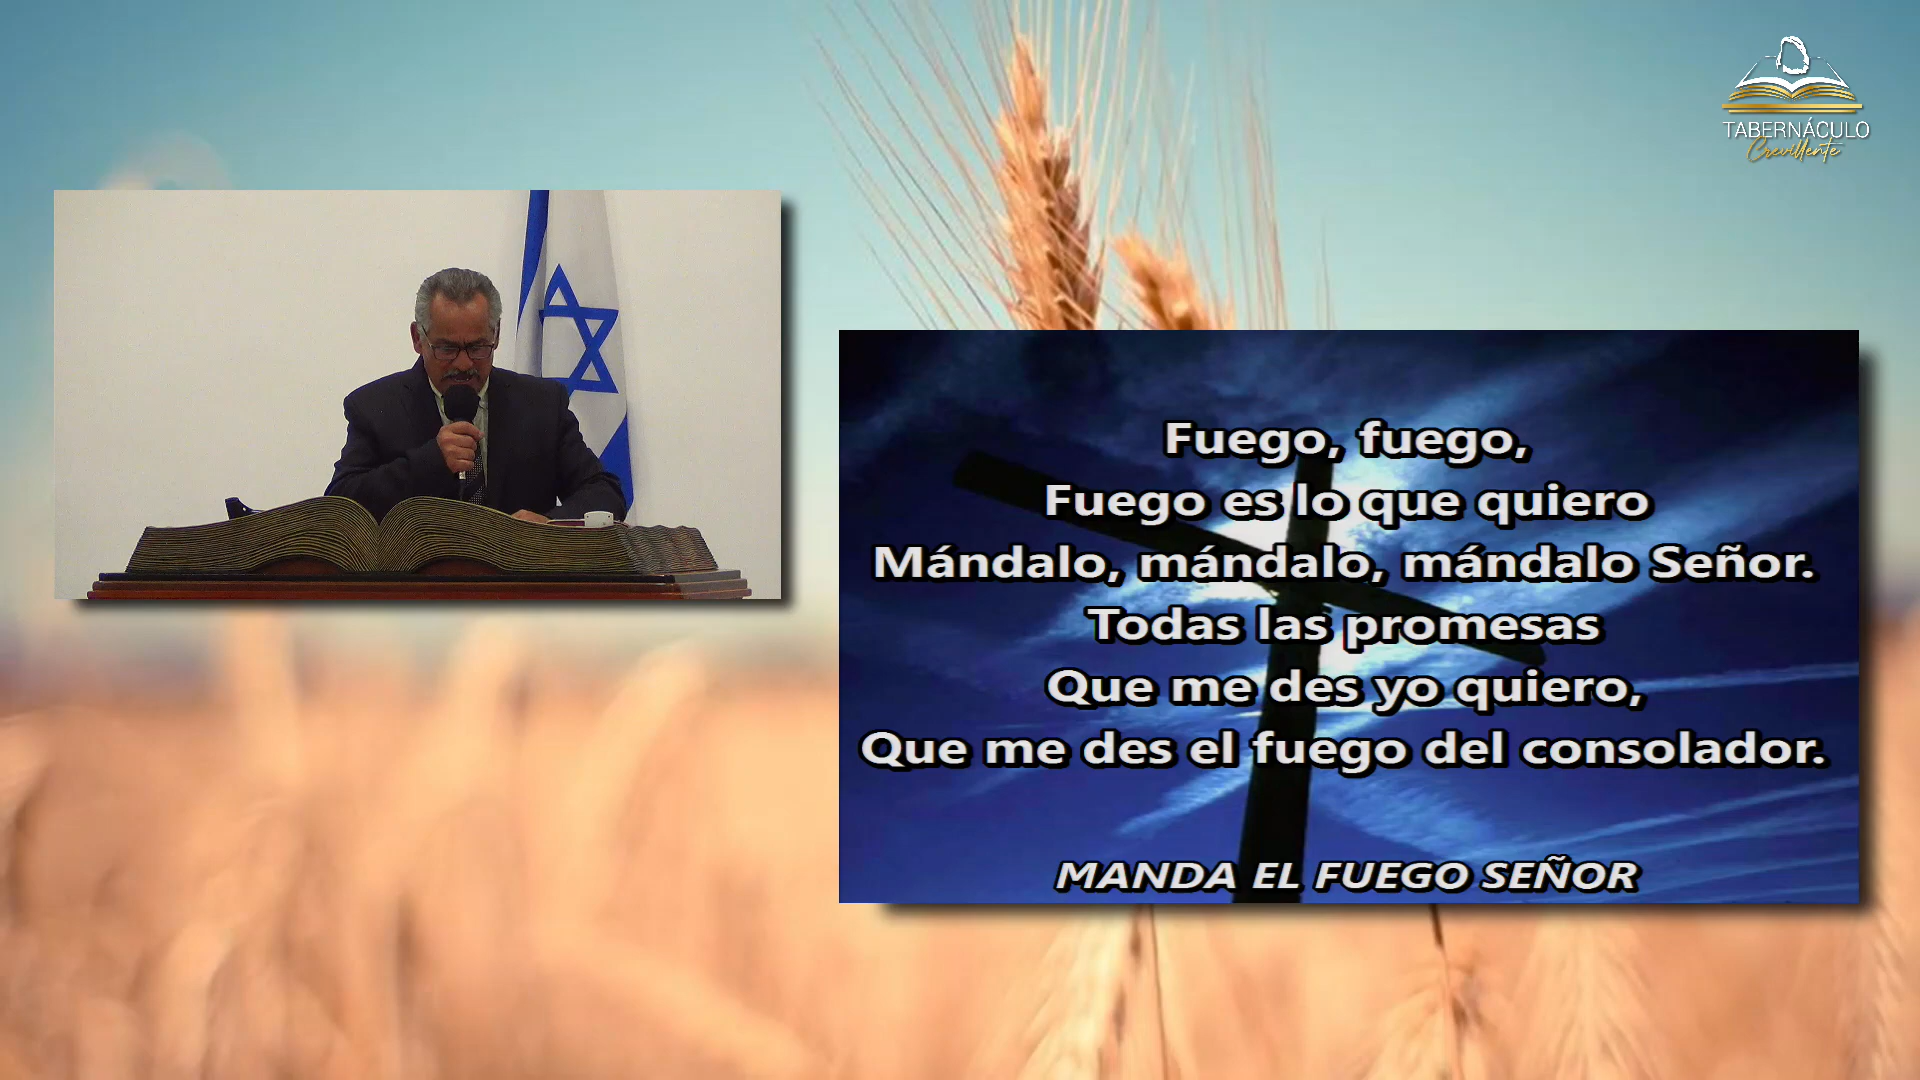 TABERNÁCULO
Crevillente
Fuego, fuego,
Fuego es lo que quiero
Mándalo, mándalo, mándalo Señor.
Todas las promesas
Que me des yo quiero,
Que me des el fuego del consolador.
MANDA EL FUEGO SEÑOR